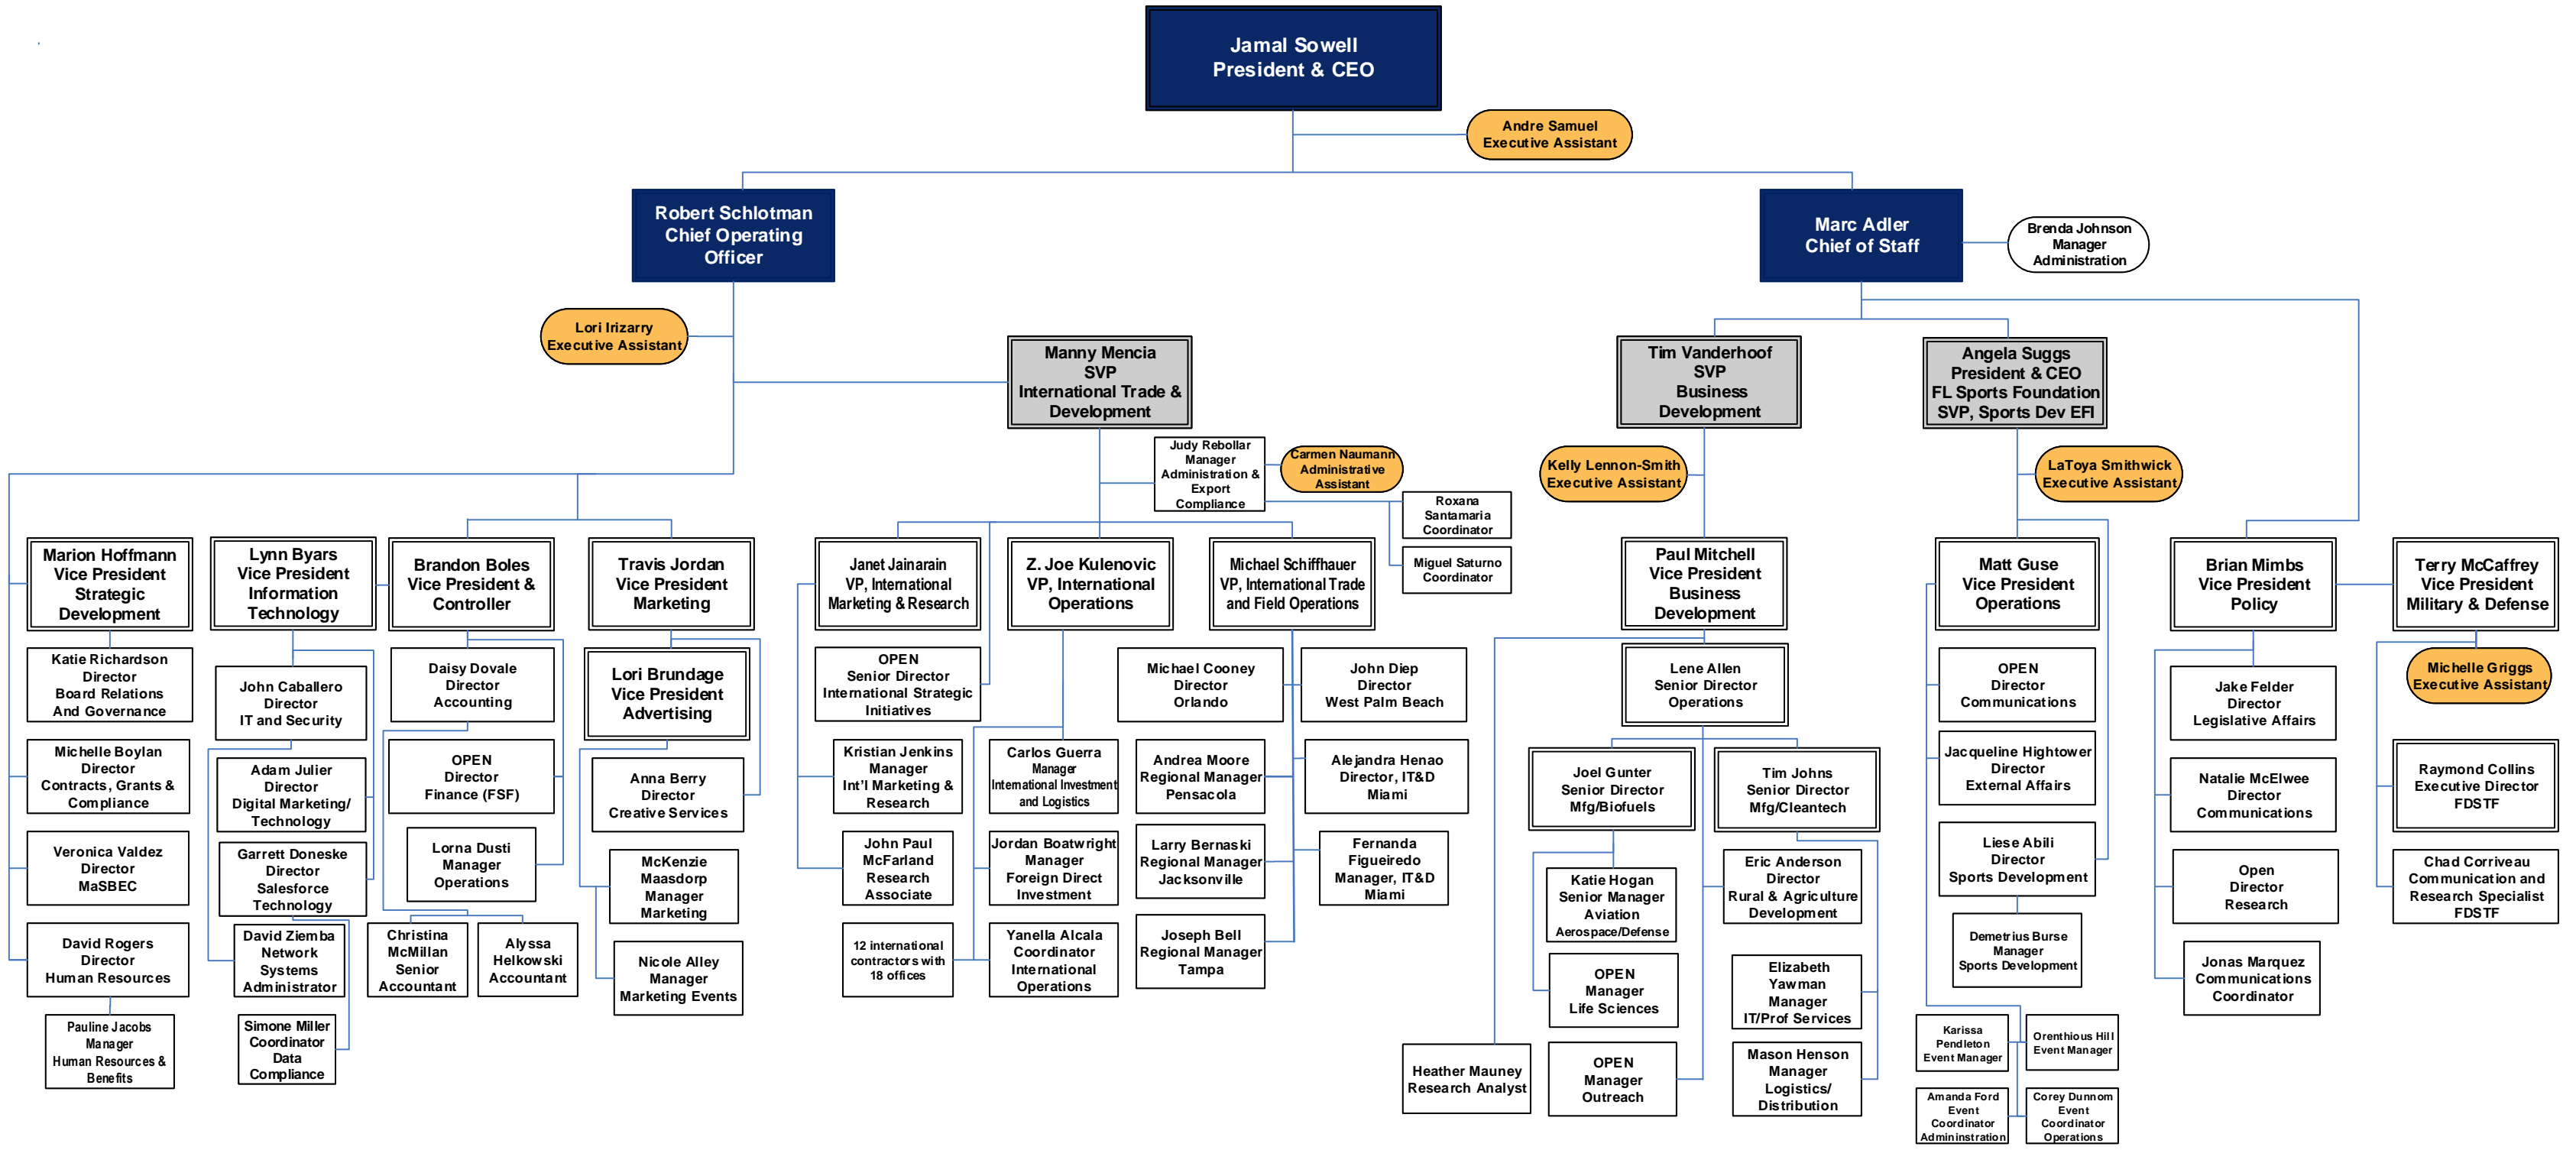 Jamal Sowell
President & CEO
Andre Samuel
Executive Assistant
Robert Schlotman
Chief Operating
Officer
Marc Adler
Chief of Staff
Brenda Johnson
Manager
Administration
Lori Irizarry
Executive Assistant
Manny Mencia
SVP
International Trade &
Development
Tim Vanderhoof
SVP
Business
Development
Angela Suggs
President & CEO
FL Sports Foundation
SVP, Sports Dev EFI
Judy Rebollar
Manager
Administration &
Export
Compliance
Carmen Naumann
Administrative
Assistant
Roxana
Santamaria
Coordinator
Miguel Saturno
Coordinator
Kelly Lennon-Smith
Executive Assistant
LaToya Smithwick
Executive Assistant
Marion Hoffmann
Vice President
Strategic
Development
Lynn Byars
Vice President
Information
Technology
Brandon Boles
Vice President &
Controller
Travis Jordan
Vice President
Marketing
Janet Jainarain
VP, International
Marketing & Research
Z. Joe Kulenovic
VP, International
Operations
Michael Schiffhauer
VP, International Trade
and Field Operations
Paul Mitchell
Vice President
Business
Development
Matt Guse
Vice President
Operations
Brian Mimbs
Vice President
Policy
Terry McCaffrey
Vice President
Military & Defense
Katie Richardson
Director
Board Relations
And Governance
John Caballero
Director
IT and Security
Daisy Dovale
Director
Accounting
Lori Brundage
Vice President
Advertising
OPEN
Senior Director
International Strategic
Initiatives
Michael Cooney
Director
Orlando
John Diep
Director
West Palm Beach
Lene Allen
Senior Director
Operations
OPEN
Director
Communications
Jake Felder
Director
Legislative Affairs
Michelle Griggs
Executive Assistant
Michelle Boylan
Director
Contracts, Grants &
Compliance
Adam Julier
Director
Digital Marketing/
Technology
OPEN
Director
Finance (FSF)
Anna Berry
Director
Creative Services
Kristian Jenkins
Manager
Int'l Marketing &
Research
Carlos Guerra
Manager
International Investment
and Logistics
Andrea Moore
Regional Manager
Pensacola
Alejandra Henao
Director, IT&D
Miami
Joel Gunter
Senior Director
Mfg/Biofuels
Tim Johns
Senior Director
Mfg/Cleantech
Jacqueline Hightower
Director
External Affairs
Natalie McElwee
Director
Communications
Raymond Collins
Executive Director
FDSTF
Veronica Valdez
Director
MaSBEC
Garrett Doneske
Director
Salesforce
Technology
Lorna Dusti
Manager
Operations
McKenzie
Maasdorp
Manager
Marketing
John Paul
McFarland
Research
Associate
Jordan Boatwright
Manager
Foreign Direct
Investment
Larry Bernaski
Regional Manager
Jacksonville
Fernanda
Figueiredo
Manager, IT&D
Miami
Katie Hogan
Senior Manager
Aviation
Aerospace/Defense
Eric Anderson
Director
Rural & Agriculture
Development
Liese Abili
Director
Sports Development
Open
Director
Research
Chad Corriveau
Communication and
Research Specialist
FDSTF
David Rogers
Director
Human Resources
David Ziemba
Network
Systems
Administrator
Christina
McMillan
Senior
Accountant
Alyssa
Helkowski
Accountant
Nicole Alley
Manager
Marketing Events
12 international
contractors with
18 offices
Yanella Alcala
Coordinator
International
Operations
Joseph Bell
Regional Manager
Tampa
OPEN
Manager
Life Sciences
Elizabeth
Yawman
Manager
IT/Prof Services
Demetrius Burse
Manager
Sports Development
Jonas Marquez
Communications
Coordinator
Pauline Jacobs
Manager
Human Resources &
Benefits
Simone Miller
Coordinator
Data
Compliance
Heather Mauney
Research Analyst
OPEN
Manager
Outreach
Mason Henson
Manager
Logistics/
Distribution
Karissa
Pendleton
Event Manager
Orenthious Hill
Event Manager
Amanda Ford
Event
Coordinator
Admininstration
Corey Dunnom
Event
Coordinator
Operations